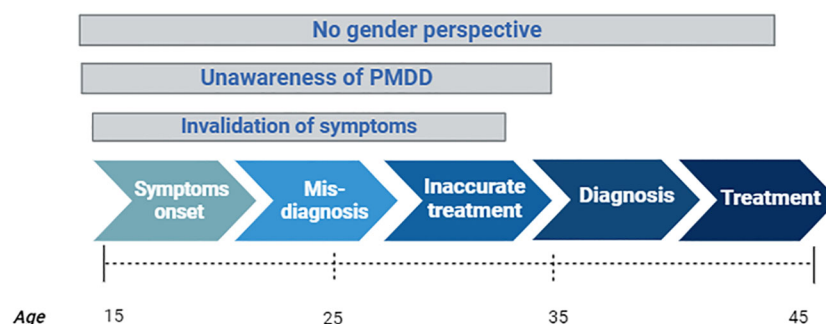 No gender perspective
Unawareness of PMDD
Invalidation of symptoms
Symptoms
onset
Mis-
diagnosis
Inaccurate
treatment
Diagnosis
Treatment
Age 15 25 35 45